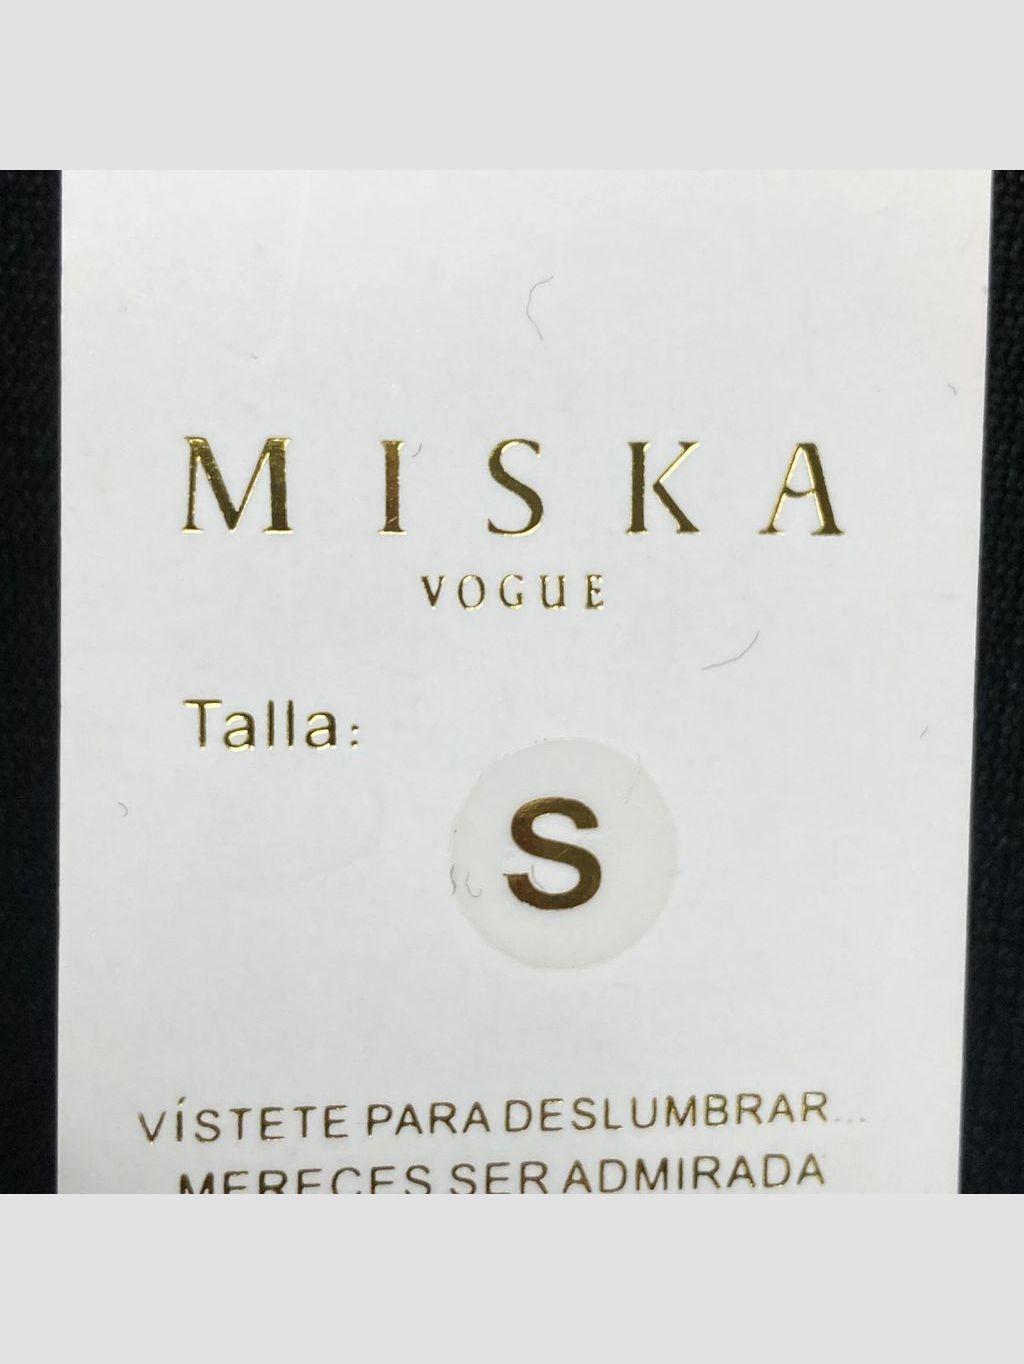 MISKA
VOGUE
Talla:
S
VÍSTETE PARA DESLUMBRAR...
MERECES SER ADMIRADA